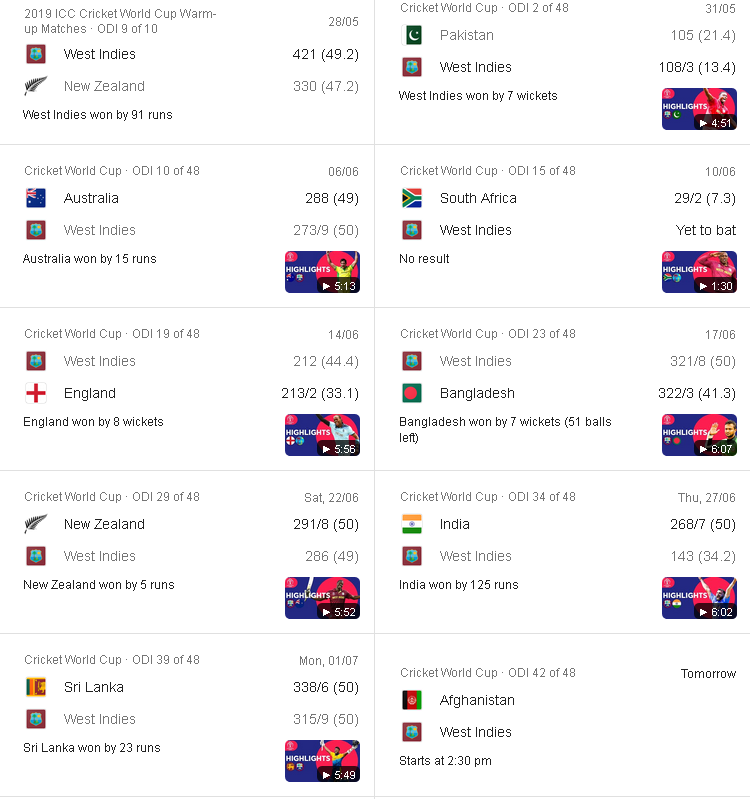 2019 ICC Cricket World Cup Warm-
up Matches · ODI 9 of 10
28/05
West Indies 421 (49.2)
New Zealand 330 (47.2)
West Indies won by 91 runs
Cricket World Cup · ODI 2 of 48 31/05
Pakistan 105 (21.4)
West Indies 108/3 (13.4)
West Indies won by 7 wickets
HIGHLIGHTS
4:51
Cricket World Cup · ODI 10 of 48 06/06
Australia 288 (49)
West Indies 273/9 (50)
Australia won by 15 runs
HIGHLIGHTS
5:13
Cricket World Cup · ODI 15 of 48 10/06
South Africa 29/2 (7.3)
West Indies Yet to bat
No result
HIGHLIGHTS
1:30
Cricket World Cup · ODI 19 of 48 14/06
West Indies 212 (44.4)
England 213/2 (33.1)
England won by 8 wickets
HIGHLIGHTS
5:56
Cricket World Cup · ODI 23 of 48 17/06
West Indies 321/8 (50)
Bangladesh 322/3 (41.3)
Bangladesh won by 7 wickets (51 balls
left)
HIGHLIGHTS
6:07
Cricket World Cup · ODI 29 of 48 Sat, 22/06
New Zealand 291/8 (50)
West Indies 286 (49)
New Zealand won by 5 runs
HIGHLIGHTS
5:52
Cricket World Cup · ODI 34 of 48 Thu, 27/06
India 268/7 (50)
West Indies 143 (34.2)
India won by 125 runs
HIGHLIGHTS
6:02
Cricket World Cup · ODI 39 of 48 Mon, 01/07
Sri Lanka 338/6 (50)
West Indies 315/9 (50)
Sri Lanka won by 23 runs
HIGHLIGHTS
5:49
Cricket World Cup · ODI 42 of 48 Tomorrow
Afghanistan
West Indies
Starts at 2:30 pm